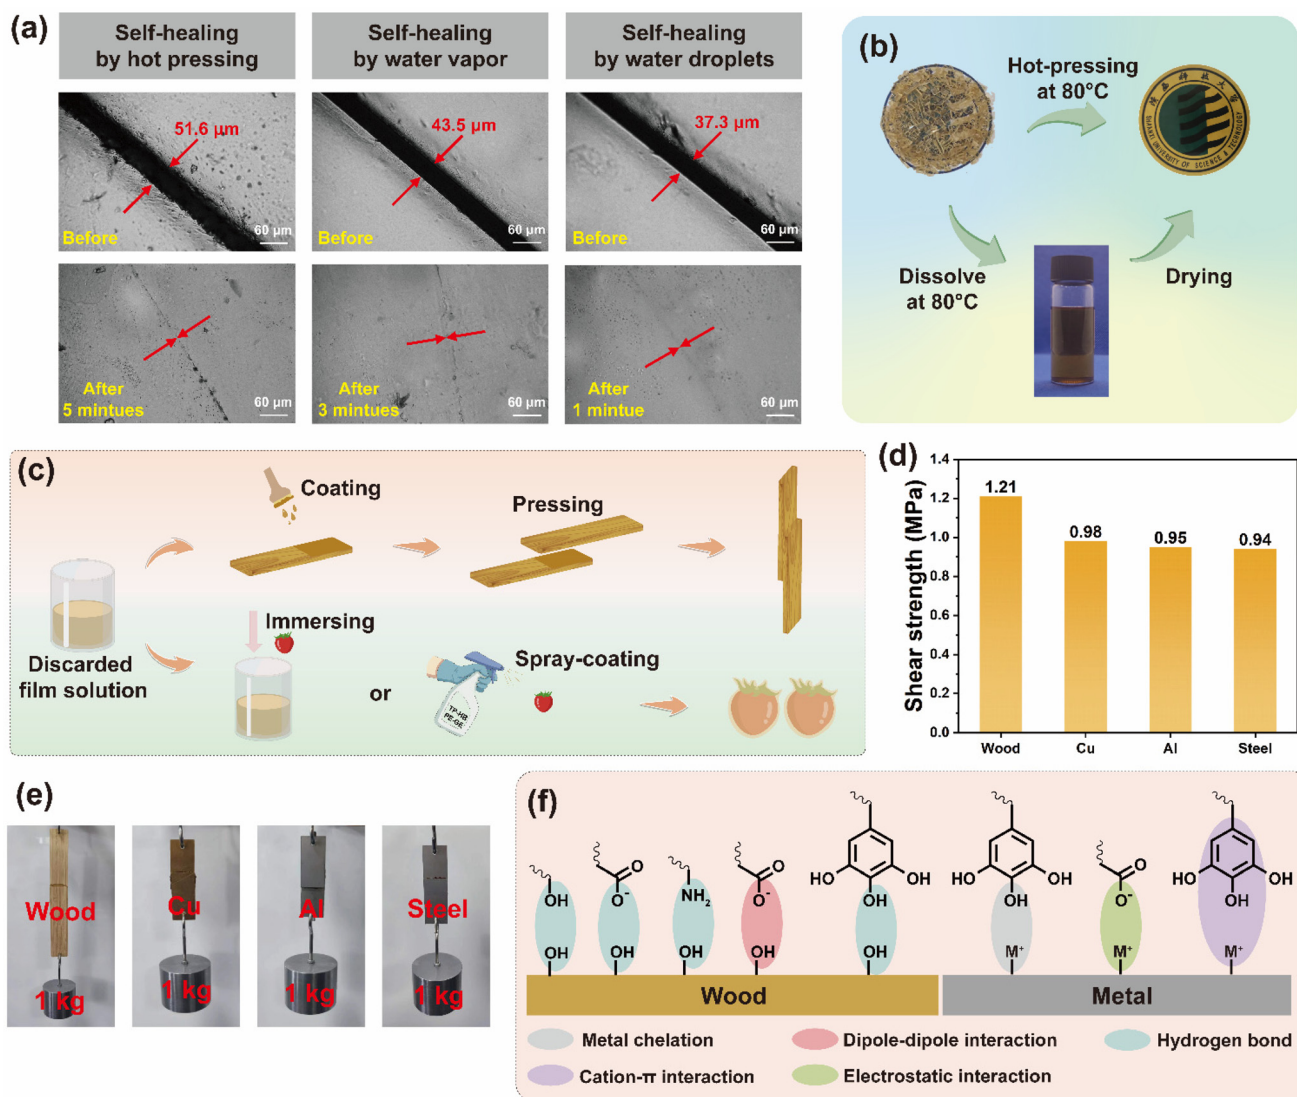 (a)
Self-healing
by hot pressing
Self-healing
by water vapor
Self-healing
by water droplets
51.6 μm
Before
60 μm
43.5 μm
Before
60 μm
37.3 μm
Before
60 μm
After
5 mintues
60 μm
After
3 mintues
60 μm
After
1 mintue
60 μm
(b)
Hot-pressing
at 80°C
Dissolve
at 80°C
Drying
(c)
Coating
Pressing
Discarded
film solution
Immersing
or
TP-HB
PE-GE
Spray-coating
(d)
Shear strength (MPa)
1.4
1.2
1.0
0.8
0.6
0.4
0.2
0.0
1.21
0.98
0.95
0.94
Wood
Cu
Al
Steel
(e)
Wood
1 kg
Cu
1 kg
Al
1 kg
Steel
1 kg
(f)
OH
OH
O
O⁻
OH
NH₂
OH
O
O⁻
OH
HO
OH
OH
OH
HO
OH
OH
M⁺
O
O⁻
M⁺
HO
OH
OH
M⁺
Wood
Metal
Metal chelation
Dipole-dipole interaction
Hydrogen bond
Cation-π interaction
Electrostatic interaction